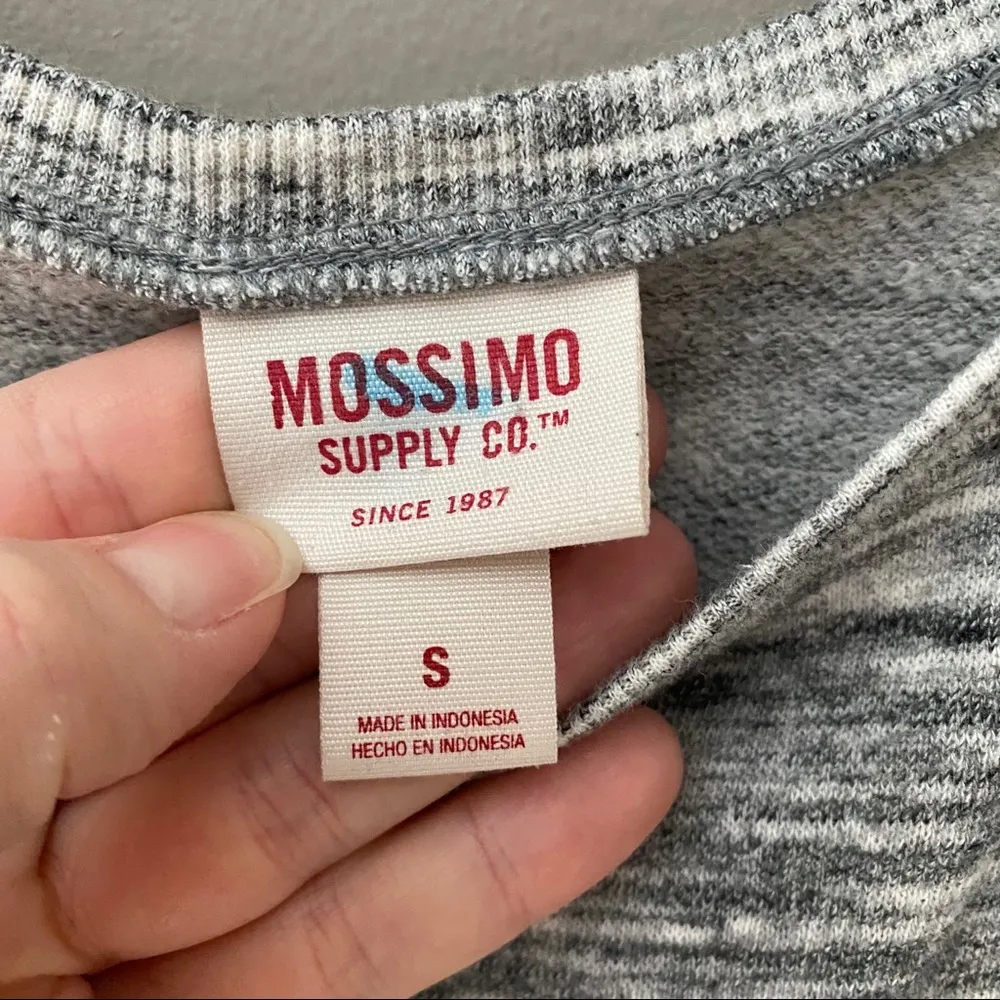 MOSSIMO
SUPPLY CO.™
SINCE 1987
S
MADE IN INDONESIA
HECHO EN INDONESIA